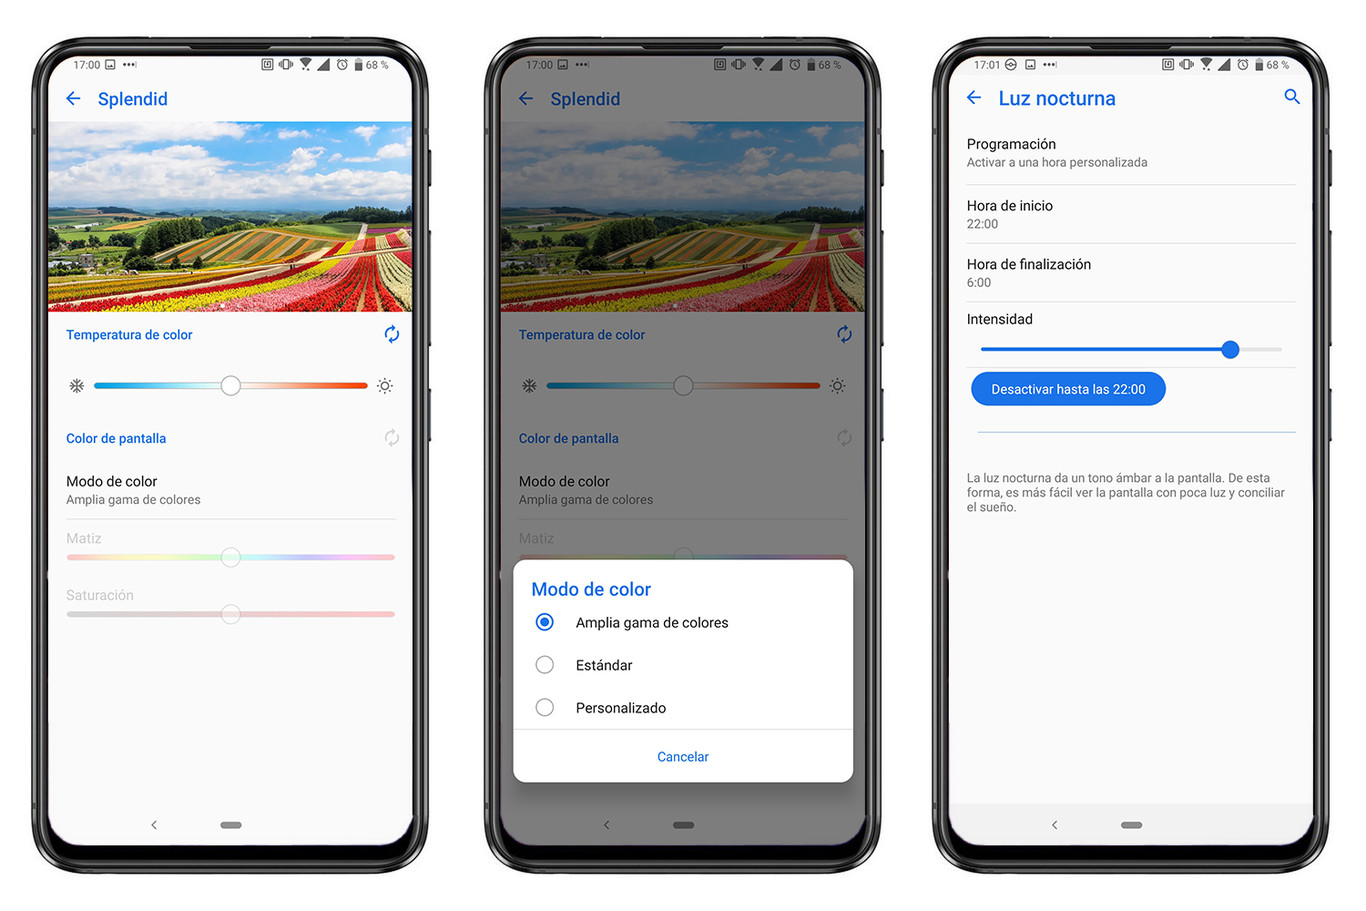 17:00
68 %
Splendid
Temperatura de color
Color de pantalla
Modo de color
Amplia gama de colores
Matiz
Saturación
17:00
68 %
Splendid
Temperatura de color
Color de pantalla
Modo de color
Amplia gama de colores
Matiz
Modo de color
Amplia gama de colores
Estándar
Personalizado
Cancelar
17:01
68 %
Luz nocturna
Programación
Activar a una hora personalizada
Hora de inicio
22:00
Hora de finalización
6:00
Intensidad
Desactivar hasta las 22:00
La luz nocturna da un tono ámbar a la pantalla. De esta
forma, es más fácil ver la pantalla con poca luz y conciliar
el sueño.